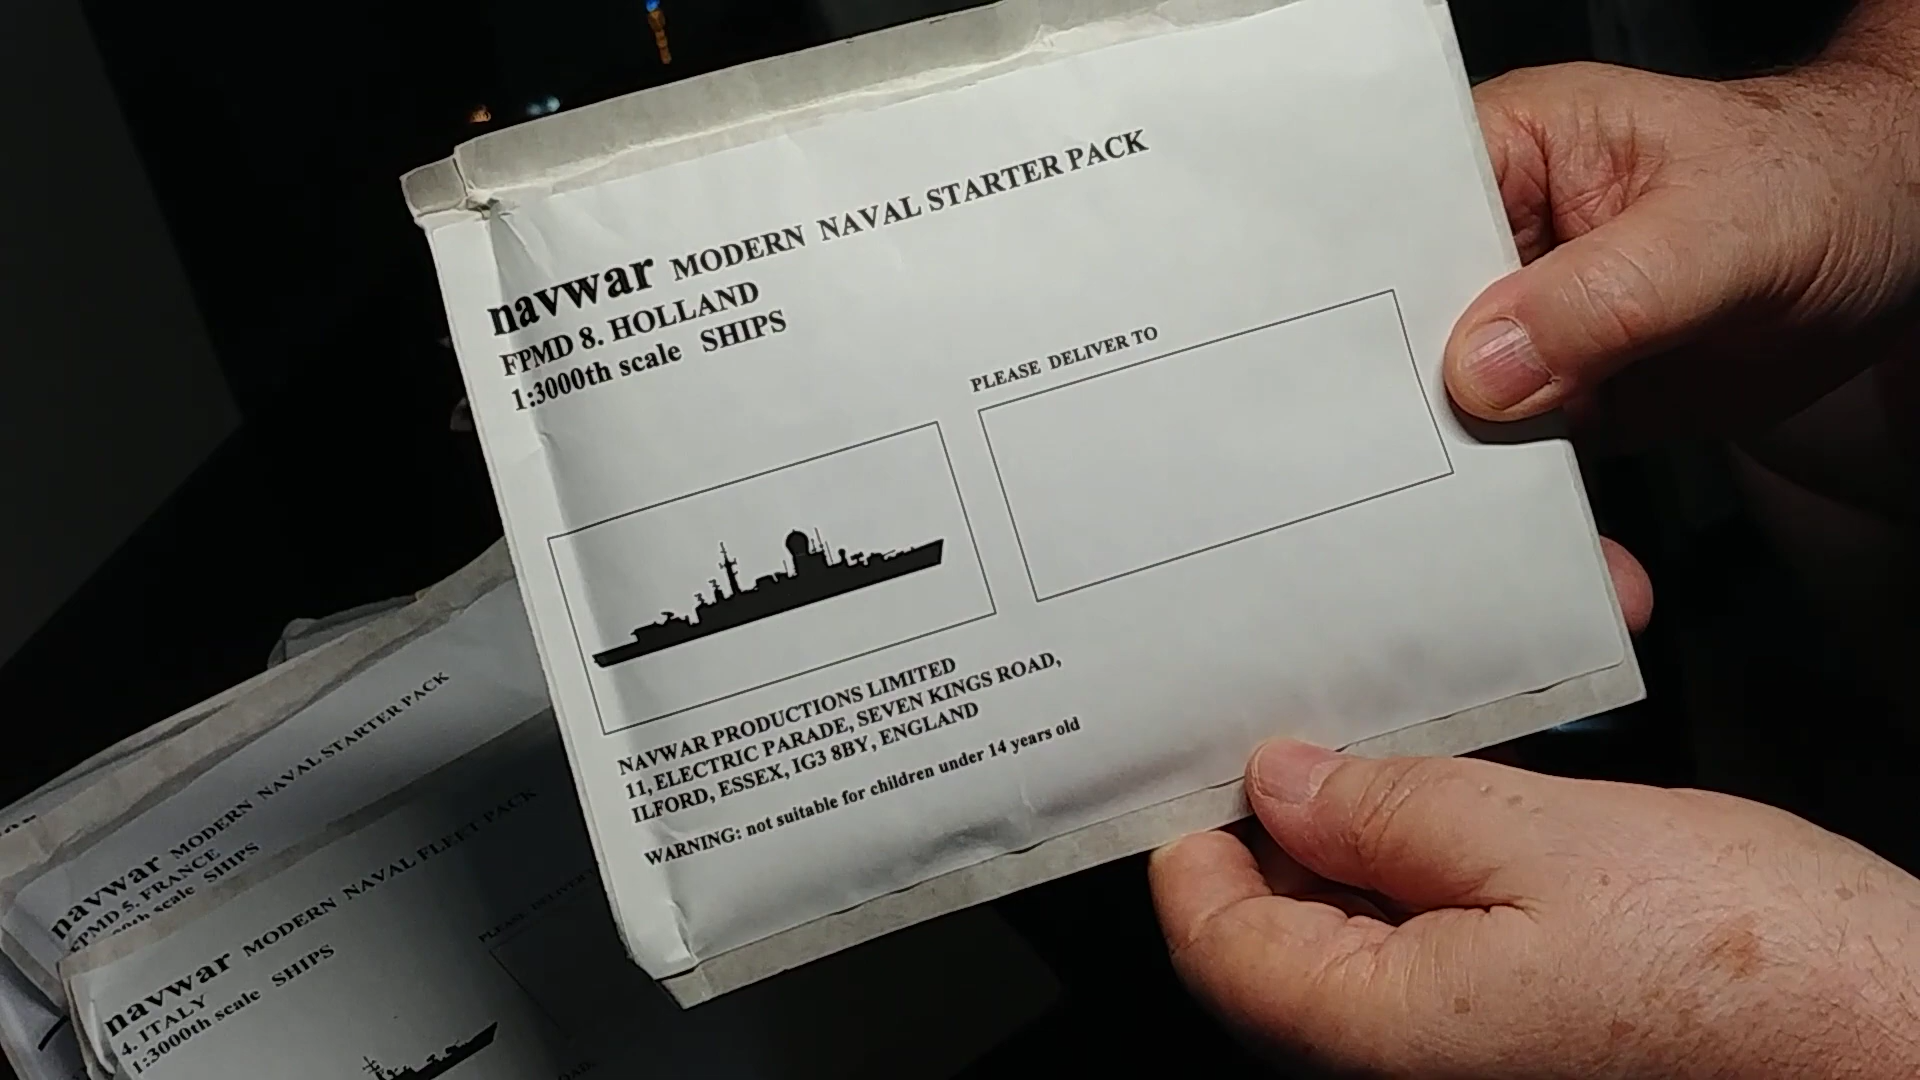 navwar MODERN NAVAL STARTER PACK
FPMD 8. HOLLAND
1:3000th scale SHIPS
PLEASE DELIVER TO
NAVWAR PRODUCTIONS LIMITED
11, ELECTRIC PARADE, SEVEN KINGS ROAD,
ILFORD, ESSEX, IG3 8BY, ENGLAND
WARNING: not suitable for children under 14 years old
navwar MODERN NAVAL STARTER PACK
FPMD 5. FRANCE
scale SHIPS
navwar MODERN NAVAL FLEET PACK
4. ITALY
1:3000th scale SHIPS
PLEASE DELIVER